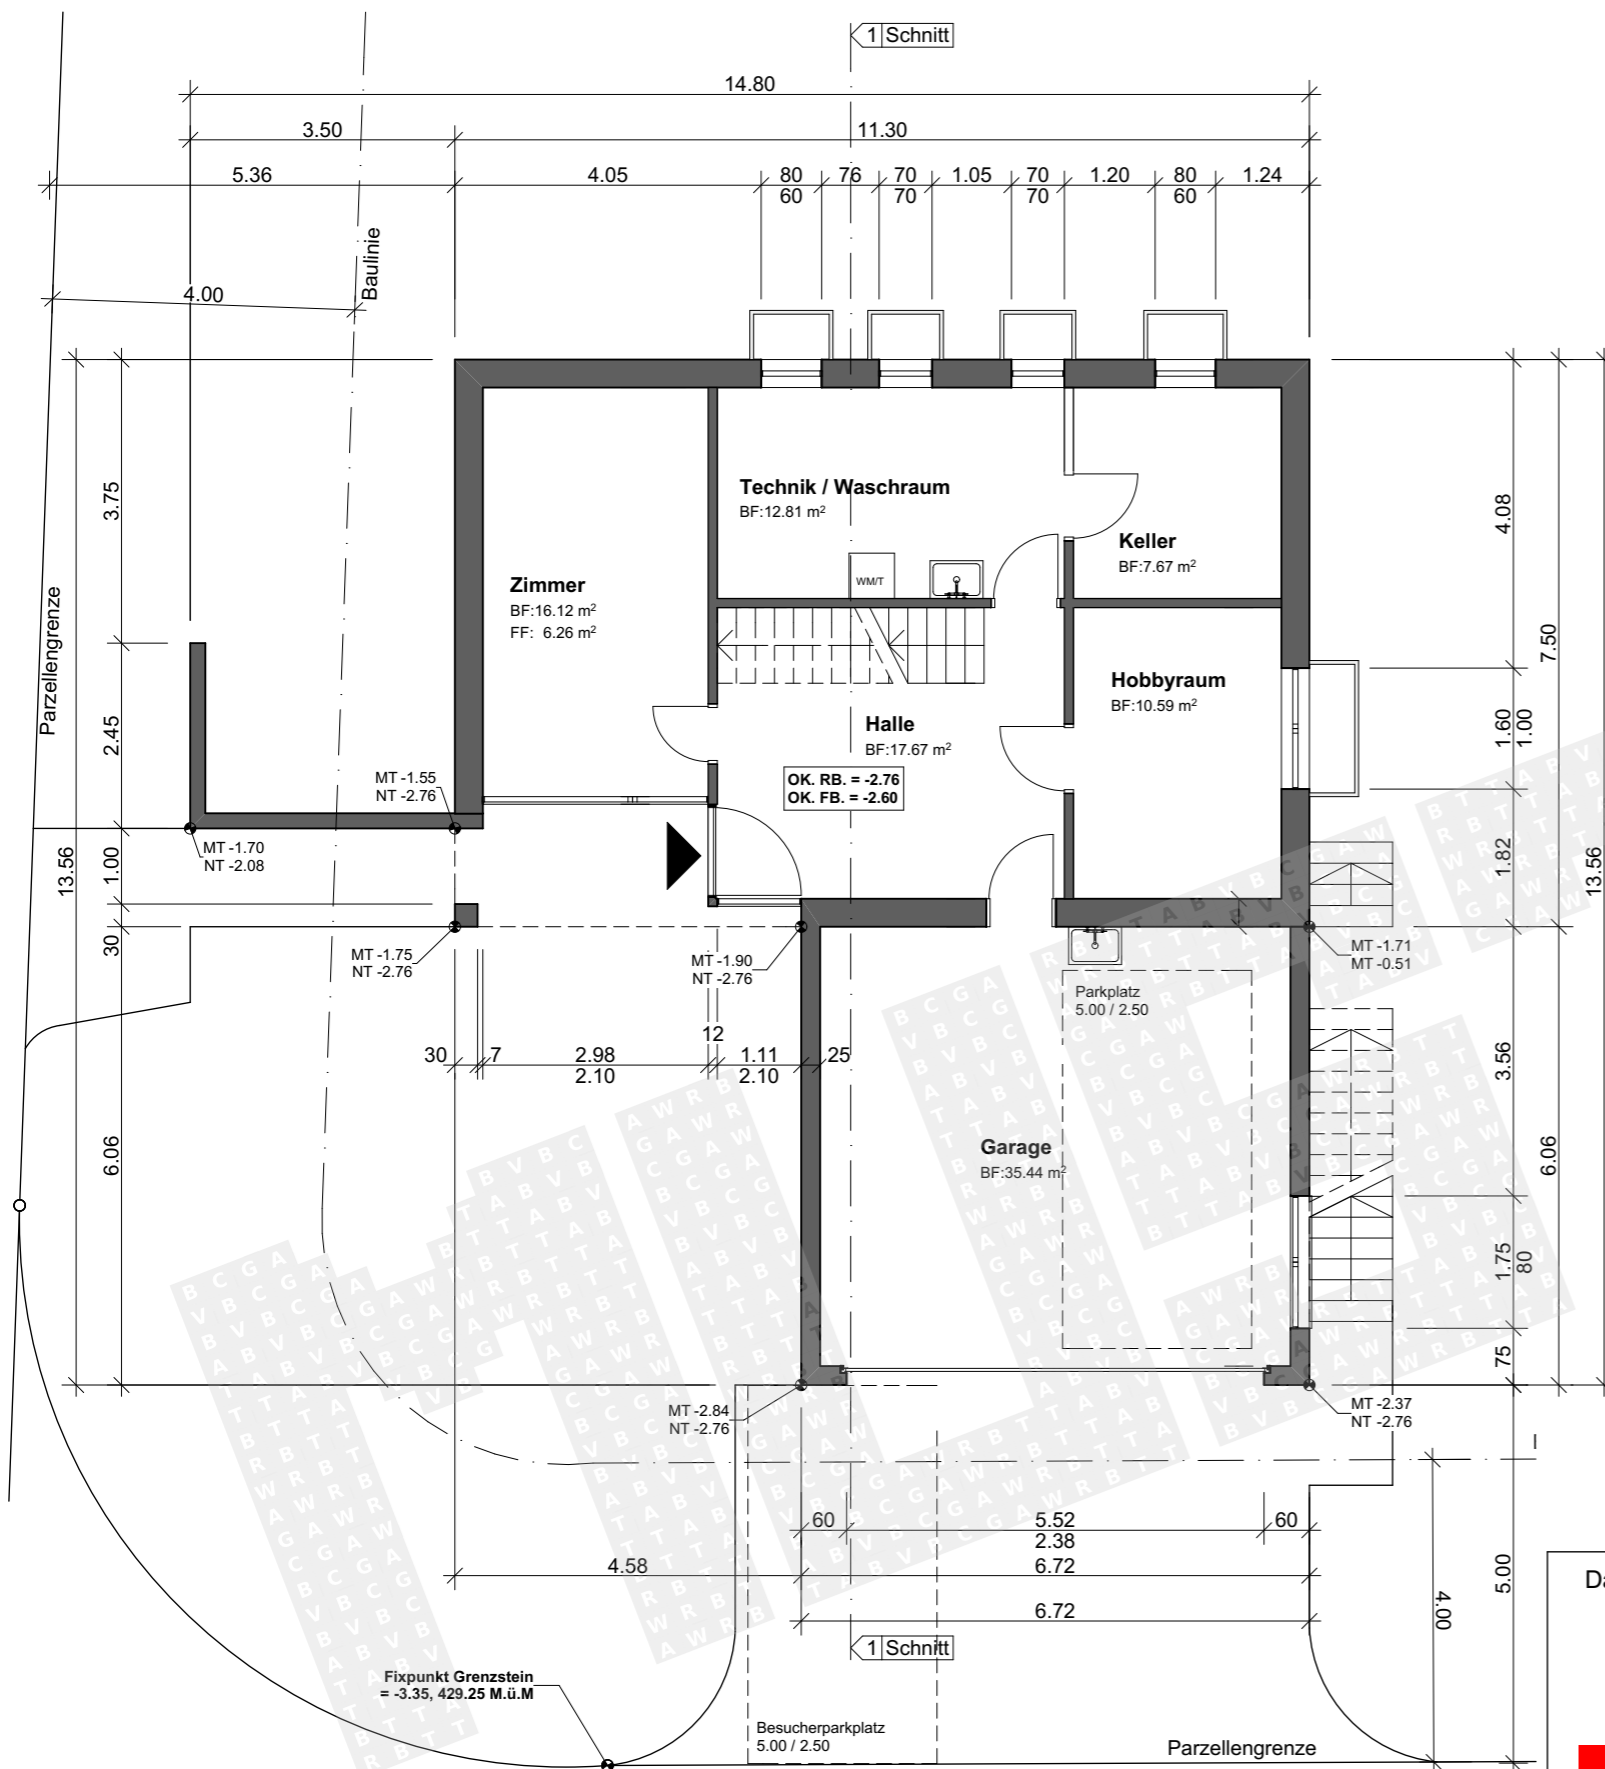 1 Schnitt
14.80
3.50
11.30
5.36
4.05
80
60
76
70
70
1.05
70
70
1.20
80
60
1.24
Baulinie
4.00
Parzellengrenze
3.75
2.45
13.56
1.00
30
6.06
Technik / Waschraum
BF:12.81 m²
Keller
BF:7.67 m²
WM/T
Zimmer
BF:16.12 m²
FF: 6.26 m²
Hobbyraum
BF:10.59 m²
Halle
BF:17.67 m²
OK. RB. = -2.76
OK. FB. = -2.60
MT -1.55
NT -2.76
MT -1.70
NT -2.08
MT -1.75
NT -2.76
MT -1.90
NT -2.76
MT -1.71
MT -0.51
4.08
7.50
1.60
1.00
1.82
13.56
3.56
6.06
1.75
80
75
Parkplatz
5.00 / 2.50
30
7
2.98
2.10
12
1.11
2.10
25
Garage
BF:35.44 m²
MT -2.84
NT -2.76
MT -2.37
NT -2.76
60
5.52
2.38
60
4.58
6.72
6.72
4.00
5.00
1 Schnitt
Fixpunkt Grenzstein
= -3.35, 429.25 M.ü.M
Besucherparkplatz
5.00 / 2.50
Parzellengrenze